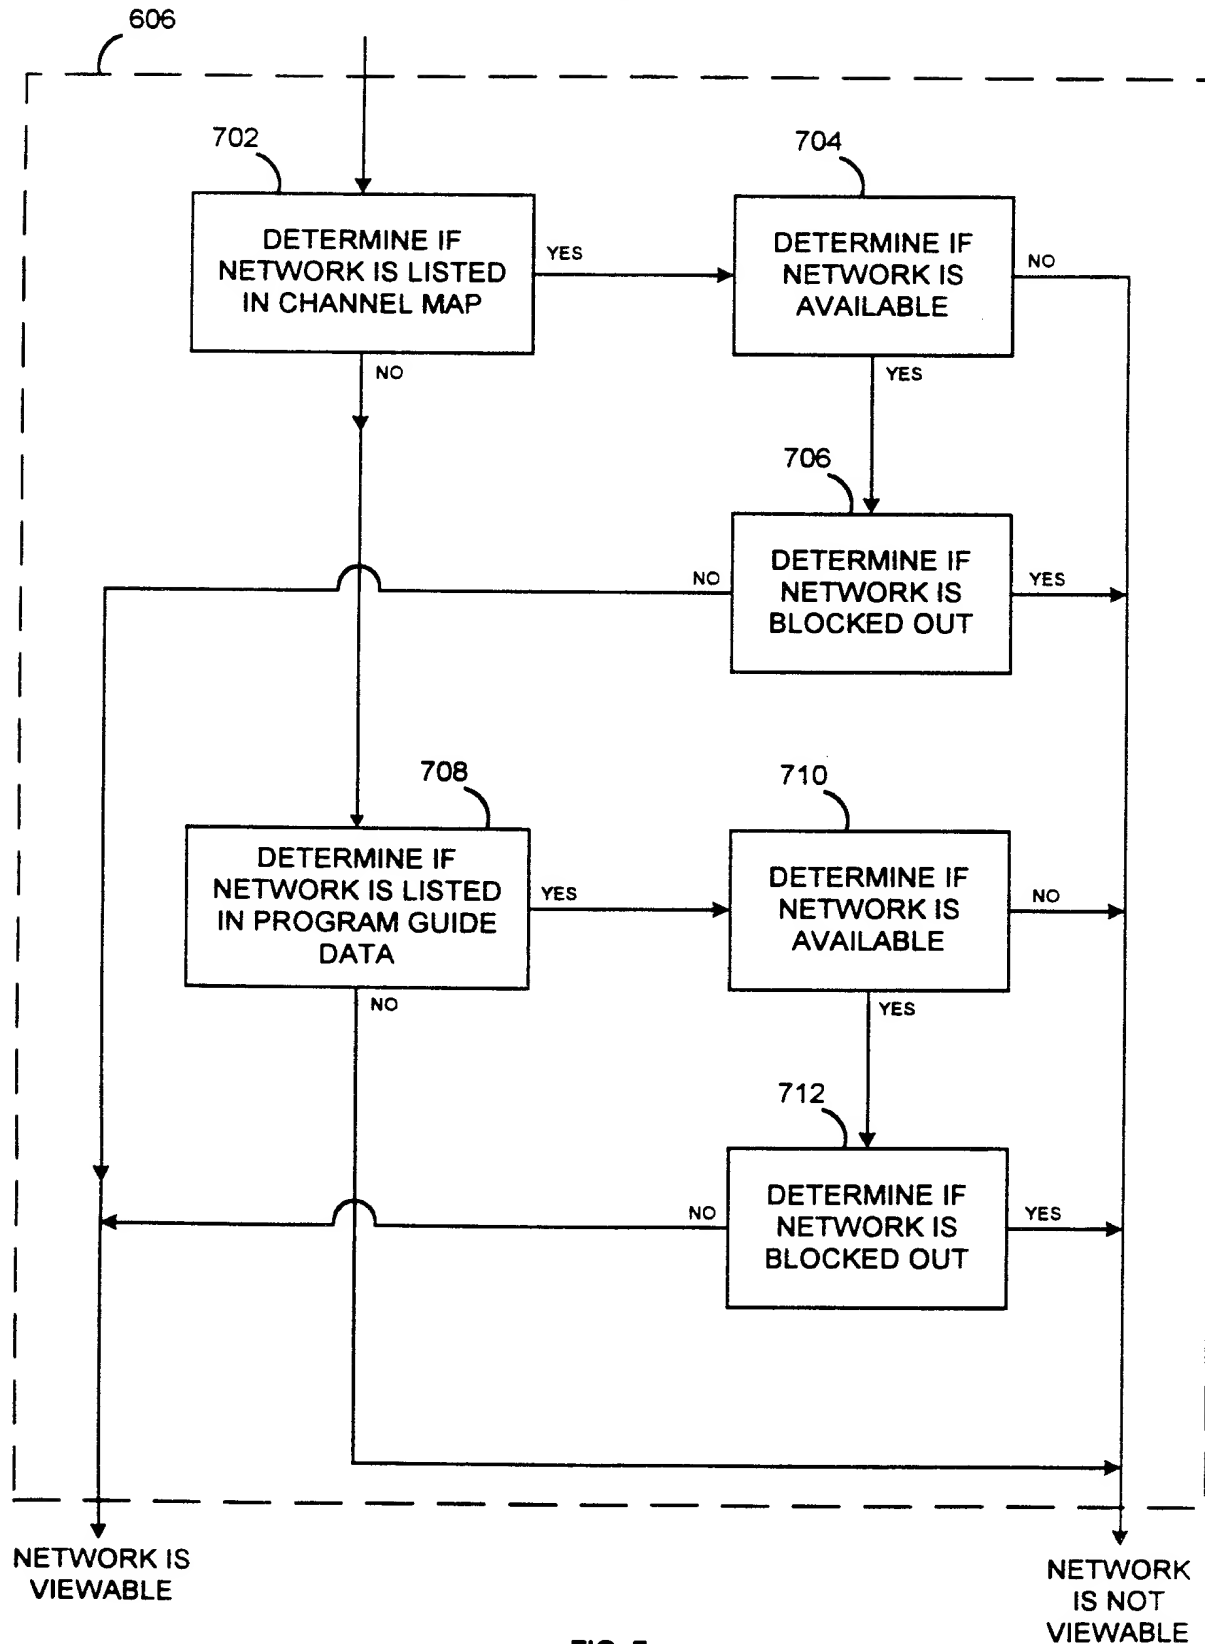 606
702
704
DETERMINE IF
NETWORK IS LISTED
IN CHANNEL MAP
YES
DETERMINE IF
NETWORK IS
AVAILABLE
NO
NO
YES
706
DETERMINE IF
NETWORK IS
BLOCKED OUT
NO
YES
708
710
DETERMINE IF
NETWORK IS LISTED
IN PROGRAM GUIDE
DATA
YES
DETERMINE IF
NETWORK IS
AVAILABLE
NO
NO
YES
712
DETERMINE IF
NETWORK IS
BLOCKED OUT
NO
YES
NETWORK IS
VIEWABLE
NETWORK
IS NOT
VIEWABLE